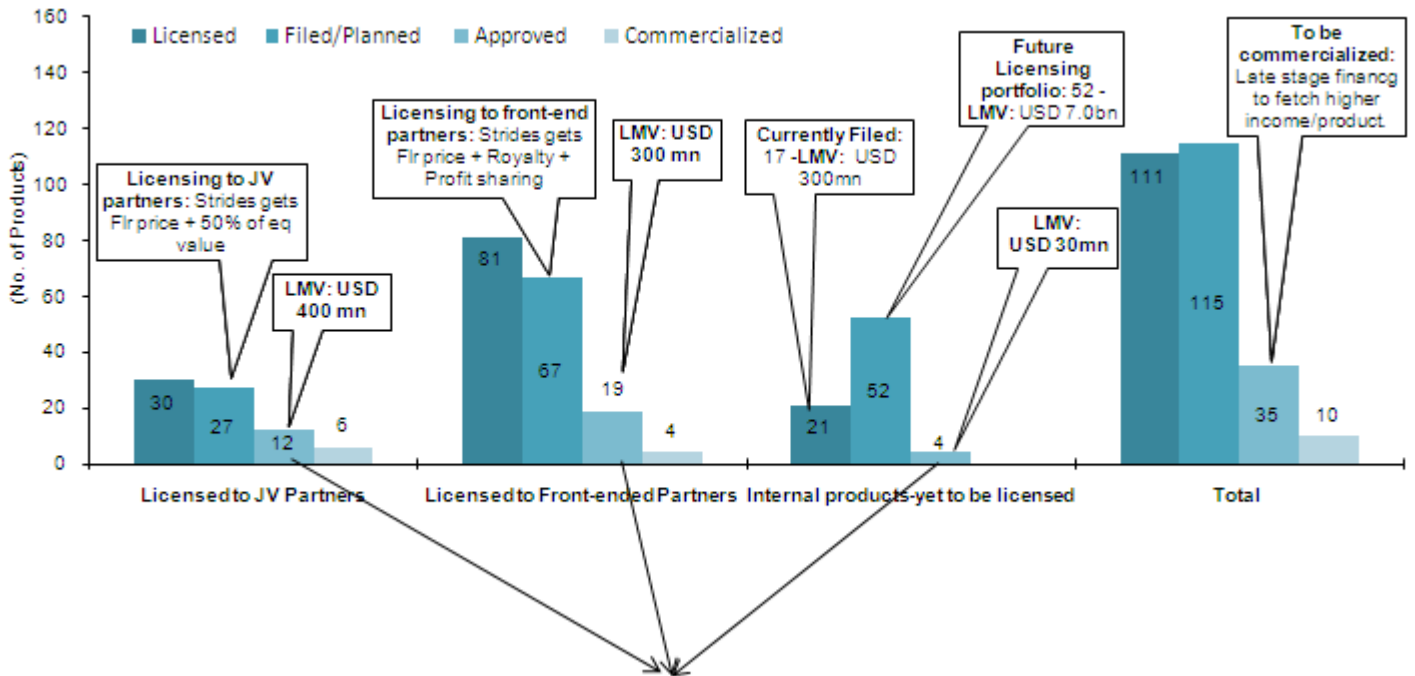 160
140
120
100
80
60
40
20
0
(No. of Products)
Licensed Filed/Planned Approved Commercialized
Licensing to JV
partners: Strides gets
Flr price + 50% of eq
value
LMV: USD
400 mn
Licensing to front-end
partners: Strides gets
Flr price + Royalty +
Profit sharing
LMV: USD
300 mn
Currently Filed:
17 -LMV: USD
300mn
Future
Licensing
portfolio: 52 -
LMV: USD 7.0bn
LMV:
USD 30mn
To be
commercialized:
Late stage financg
to fetch higher
income/product.
30
27
12
6
81
67
19
4
21
52
4
111
115
35
10
Licensed to JV Partners
Licensed to Front-ended Partners
Internal products-yet to be licensed
Total